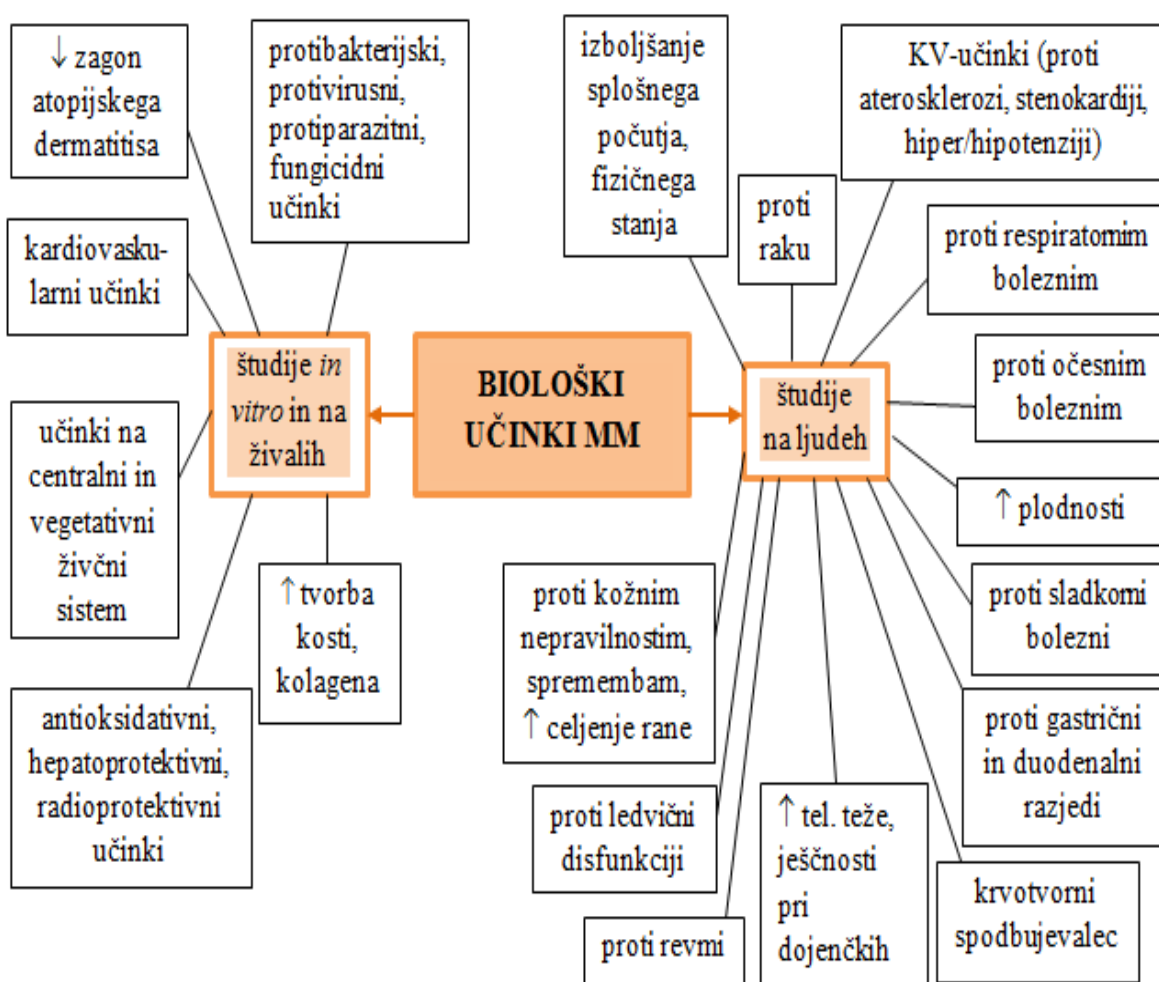 ↓ zagon
atopijskega
dermatitisa
protibakterijski,
protivirusni,
protiparazitni,
fungicidni
učinki
kardiovasku-
larni učinki
študije in
vitro in na
živalih
učinki na
centralni in
vegetativni
živčni
sistem
↑ tvorba
kosti,
kolagena
antioksidativni,
hepatoprotektivni,
radioprotektivni
učinki
BIOLOŠKI
UČINKI MM
izboljšanje
splošnega
počutja,
fizičnega
stanja
proti
raku
KV-učinki (proti
aterosklerozi, stenokardiji,
hiper/hipotenziji)
proti respiratornim
boleznim
študije
na ljudeh
proti očesnim
boleznim
↑ plodnosti
proti sladkorni
bolezni
proti gastrični
in duodenalni
razjedi
krvotvorni
spodbujevalec
proti kožnim
nepravilnostim,
spremembam,
↑ celjenje rane
proti ledvični
disfunkciji
proti revmi
↑ tel. teže,
ješčnosti
pri
dojenčkih